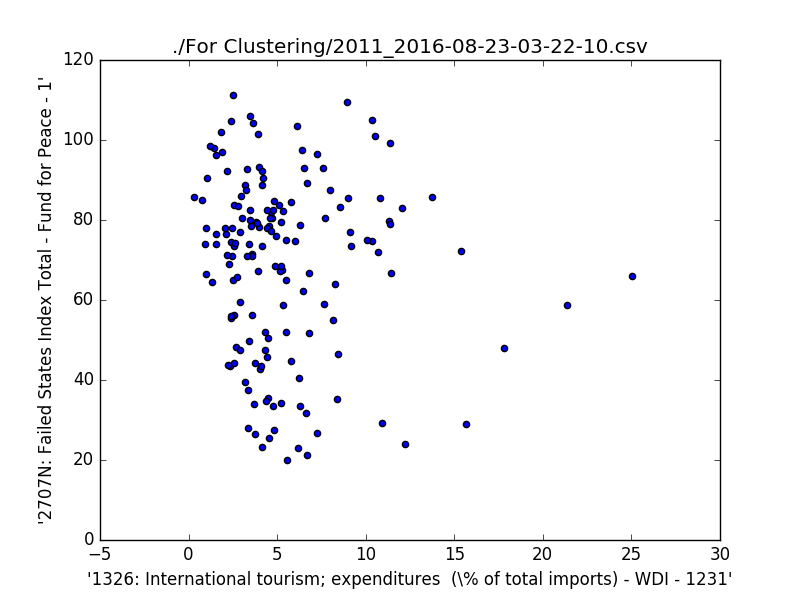 ./For Clustering/2011_2016-08-23-03-22-10.csv
120
100
80
60
40
20
0
'2707N: Failed States Index Total - Fund for Peace - 1'
−5 0 5 10 15 20 25 30
'1326: International tourism; expenditures  (\% of total imports) - WDI - 1231'